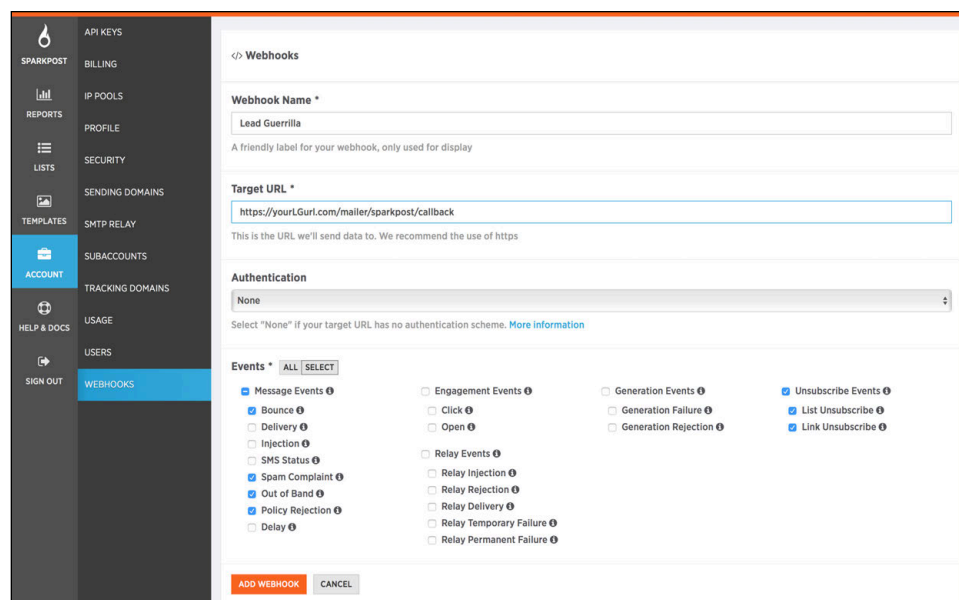 SPARKPOST
REPORTS
LISTS
TEMPLATES
ACCOUNT
HELP & DOCS
SIGN OUT
API KEYS
BILLING
IP POOLS
PROFILE
SECURITY
SENDING DOMAINS
SMTP RELAY
SUBACCOUNTS
TRACKING DOMAINS
USAGE
USERS
WEBHOOKS
</> Webhooks
Webhook Name *
Lead Guerrilla
A friendly label for your webhook, only used for display
Target URL *
https://yourLGurl.com/mailer/sparkpost/callback
This is the URL we'll send data to. We recommend the use of https
Authentication
None
Select "None" if your target URL has no authentication scheme. More information
Events * ALL SELECT
Message Events
Bounce
Delivery
Injection
SMS Status
Spam Complaint
Out of Band
Policy Rejection
Delay
Engagement Events
Click
Open
Relay Events
Relay Injection
Relay Rejection
Relay Delivery
Relay Temporary Failure
Relay Permanent Failure
Generation Events
Generation Failure
Generation Rejection
Unsubscribe Events
List Unsubscribe
Link Unsubscribe
ADD WEBHOOK CANCEL